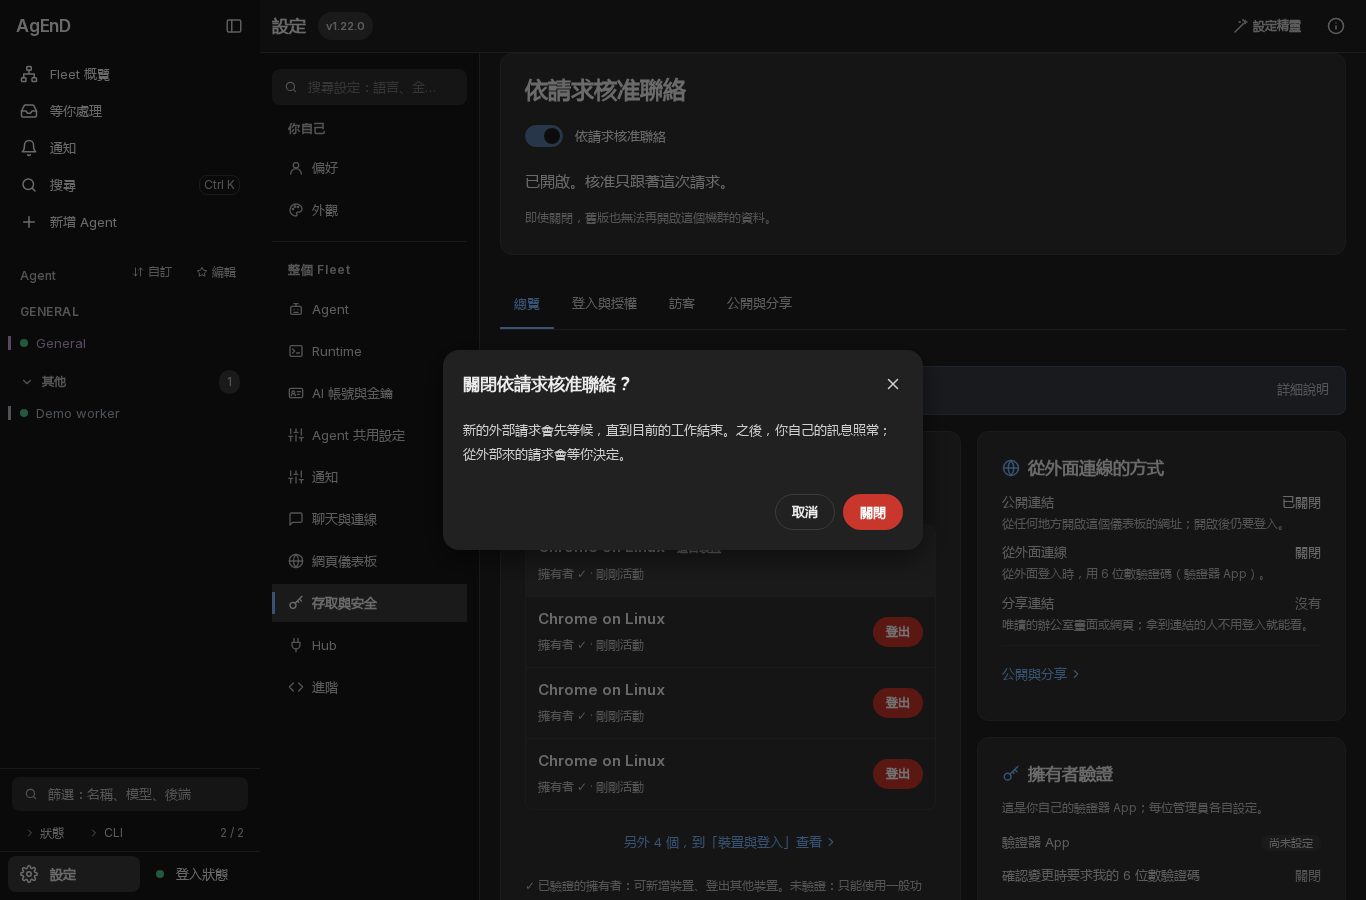 AgEnD
Fleet 概覽
等你處理
通知
搜尋
Ctrl K
新增 Agent
Agent
自訂
編輯
GENERAL
General
其他
1
Demo worker
篩選：名稱、模型、後端
狀態
CLI
2 / 2
設定
登入狀態
設定
v1.22.0
設定精靈
搜尋設定：語言、金…
你自己
偏好
外觀
整個 Fleet
Agent
Runtime
AI 帳號與金鑰
Agent 共用設定
通知
聊天與連線
網頁儀表板
存取與安全
Hub
進階
依請求核准聯絡
依請求核准聯絡
已開啟。核准只跟著這次請求。
即使關閉，舊版也無法再開啟這個機群的資料。
總覽
登入與授權
訪客
公開與分享
詳細說明
關閉依請求核准聯絡？
新的外部請求會先等候，直到目前的工作結束。之後，你自己的訊息照常；
從外部來的請求會等你決定。
取消
關閉
擁有者 ✓ · 剛剛活動
Chrome on Linux
擁有者 ✓ · 剛剛活動
登出
Chrome on Linux
擁有者 ✓ · 剛剛活動
登出
Chrome on Linux
擁有者 ✓ · 剛剛活動
登出
另外 4 個，到「裝置與登入」查看
✓ 已驗證的擁有者：可新增裝置、登出其他裝置。未驗證：只能使用一般功
從外面連線的方式
公開連結
已關閉
從任何地方開啟這個儀表板的網址；開啟後仍要登入。
從外面連線
關閉
從外面登入時，用 6 位數驗證碼（驗證器 App）。
分享連結
沒有
唯讀的辦公室畫面或網頁；拿到連結的人不用登入就能看。
公開與分享
擁有者驗證
這是你自己的驗證器 App；每位管理員各自設定。
驗證器 App
尚未設定
確認變更時要求我的 6 位數驗證碼
關閉